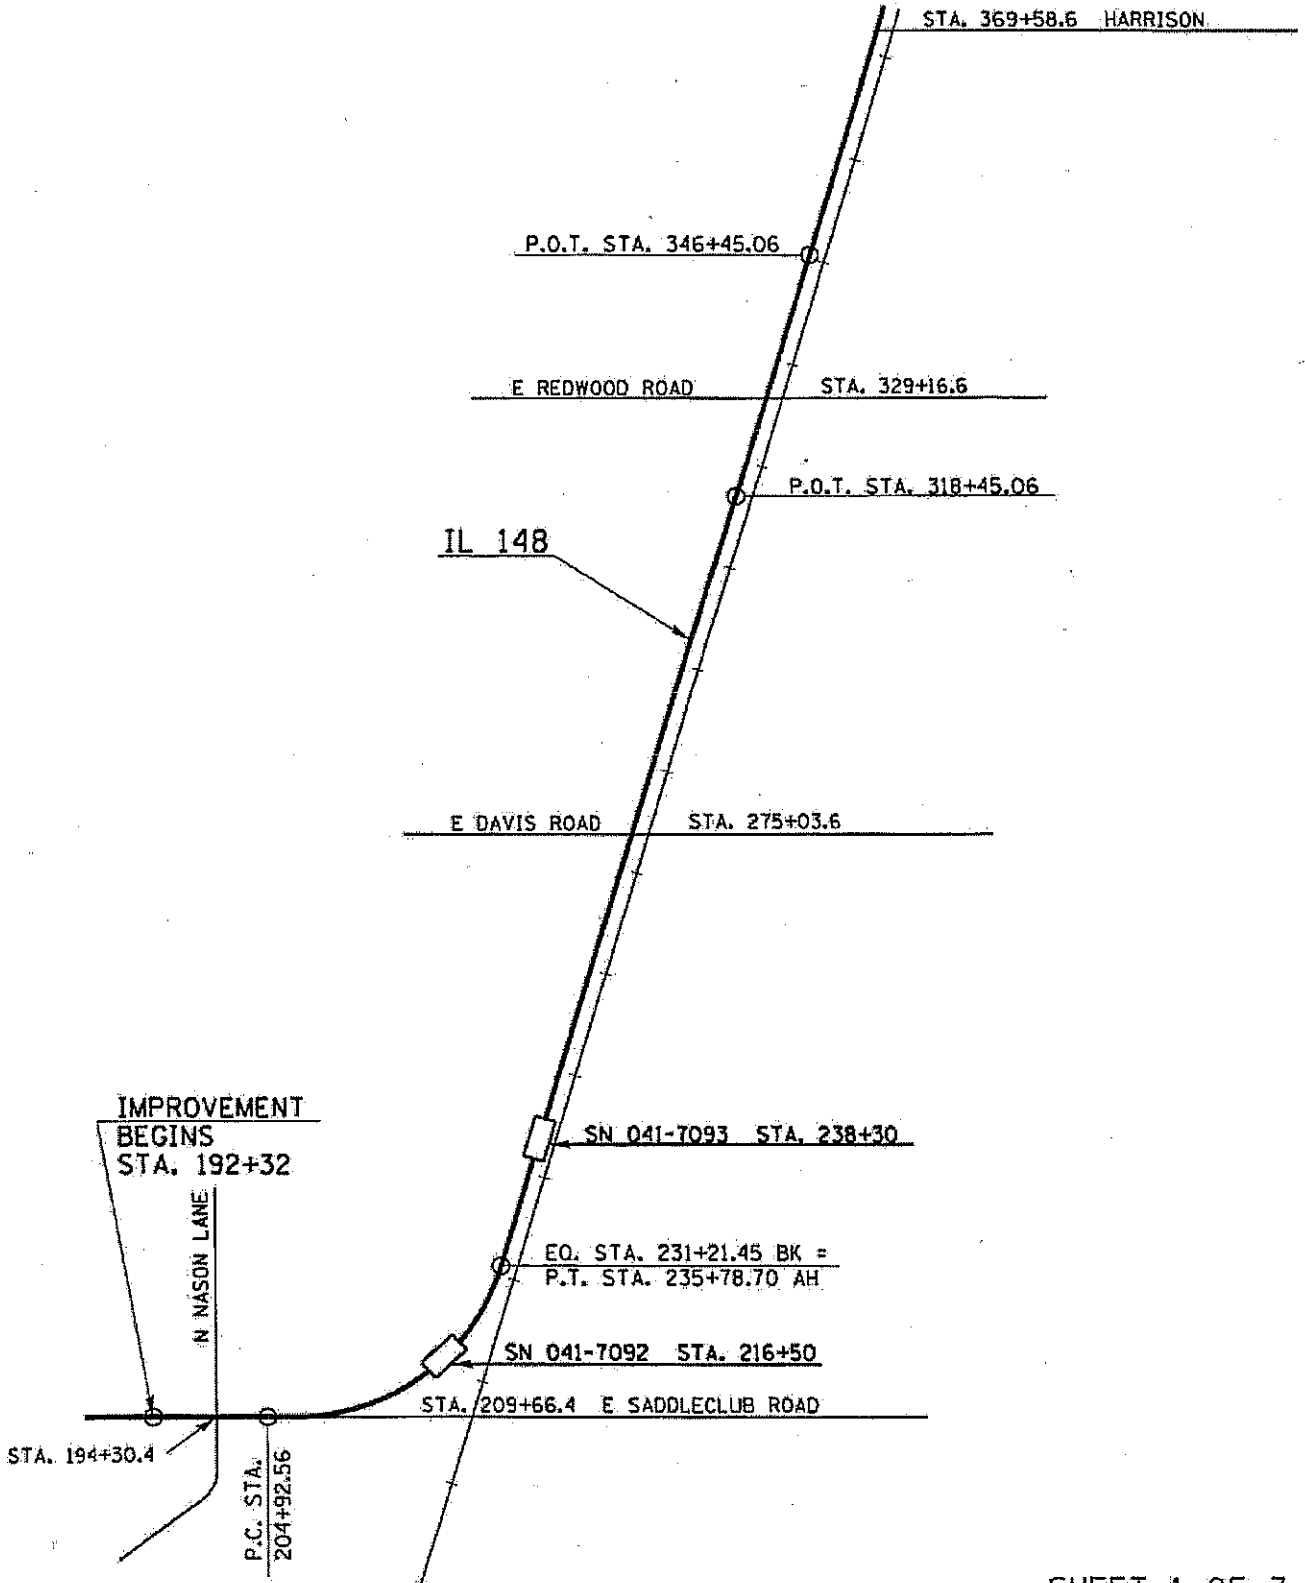 STA. 369+58.6 HARRISON
P.O.T. STA. 346+45.06
E REDWOOD ROAD STA. 329+16.6
P.O.T. STA. 318+45.06
IL 148
E DAVIS ROAD STA. 275+03.6
IMPROVEMENT
BEGINS
STA. 192+32
SN 041-7093 STA. 238+30
N NASON LANE
EQ. STA. 231+21.45 BK =
P.T. STA. 235+78.70 AH
SN 041-7092 STA. 216+50
STA. 209+66.4 E SADDLECLUB ROAD
STA. 194+30.4
P.C. STA.
204+92.56